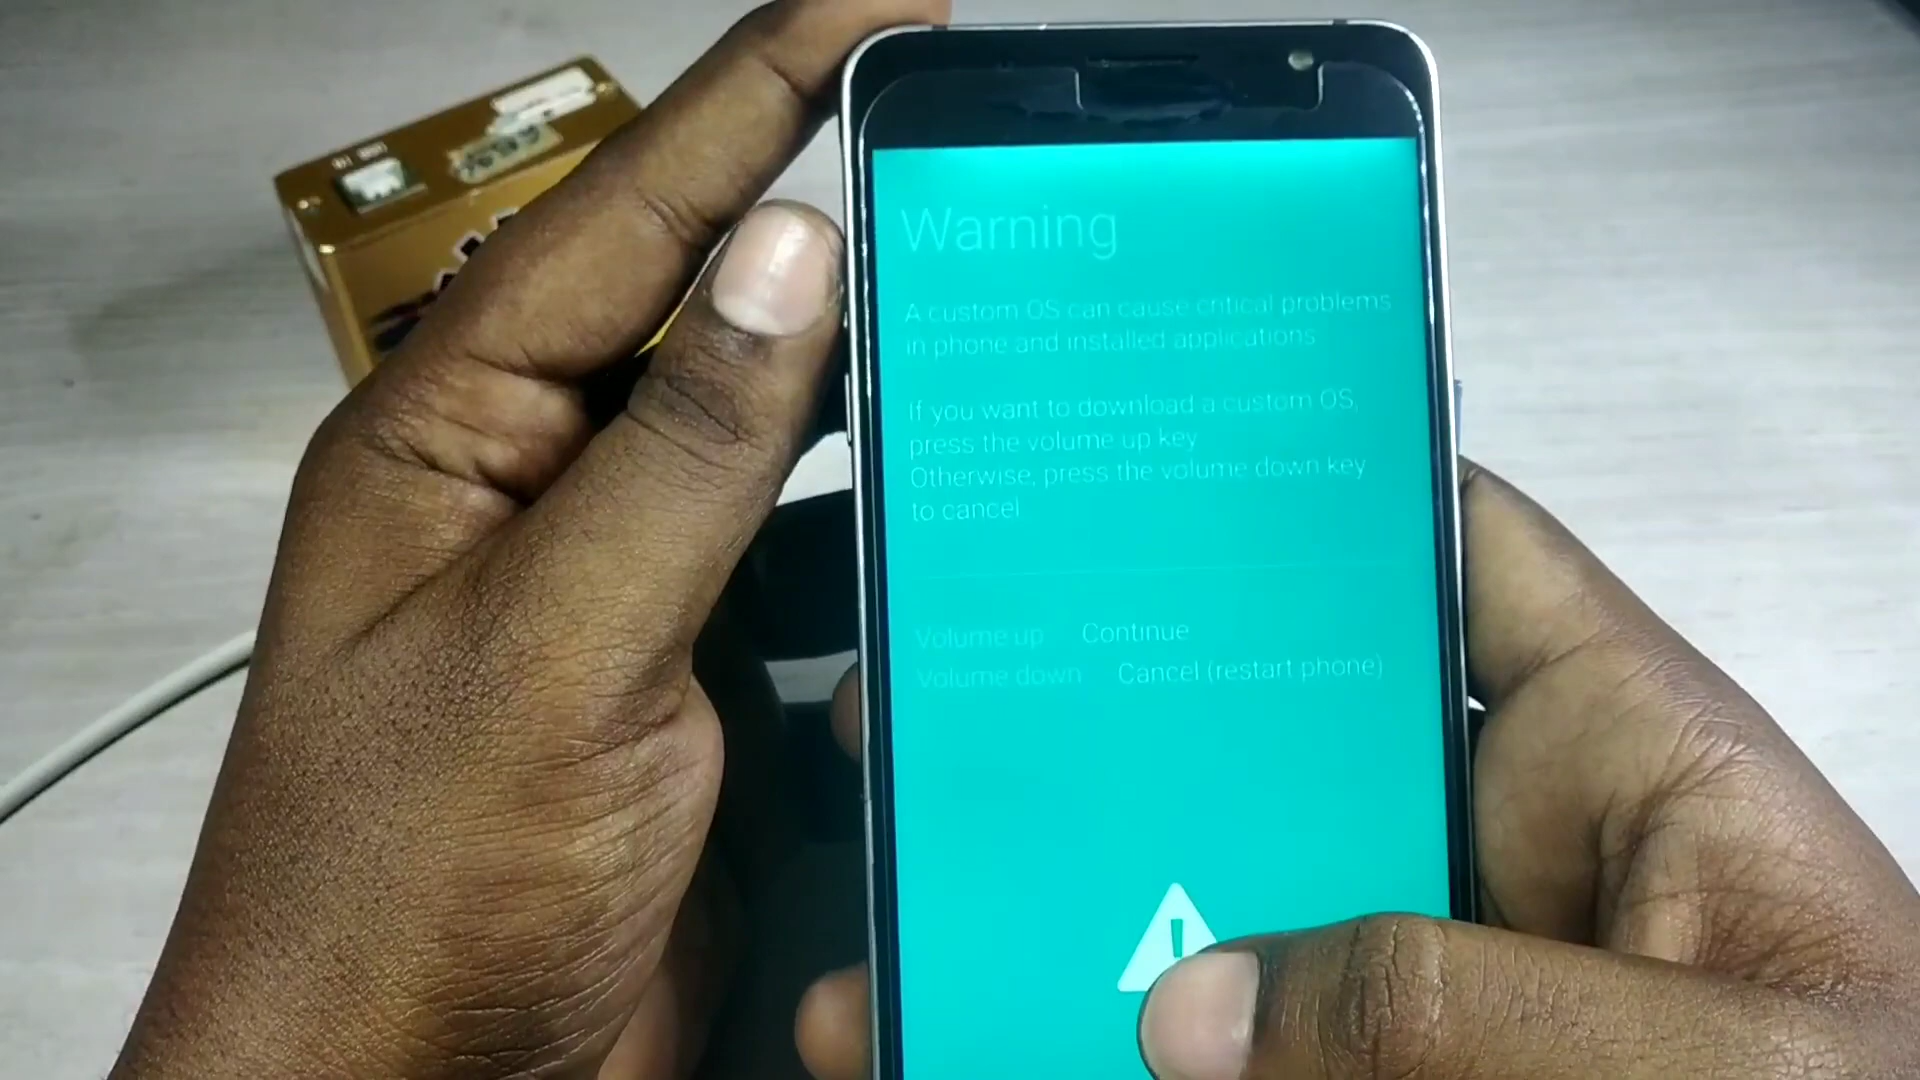 Warning
A custom OS can cause critical problems
in phone and installed applications
If you want to download a custom OS,
press the volume up key
Otherwise, press the volume down key
to cancel
Volume up Continue
Volume down Cancel (restart phone)